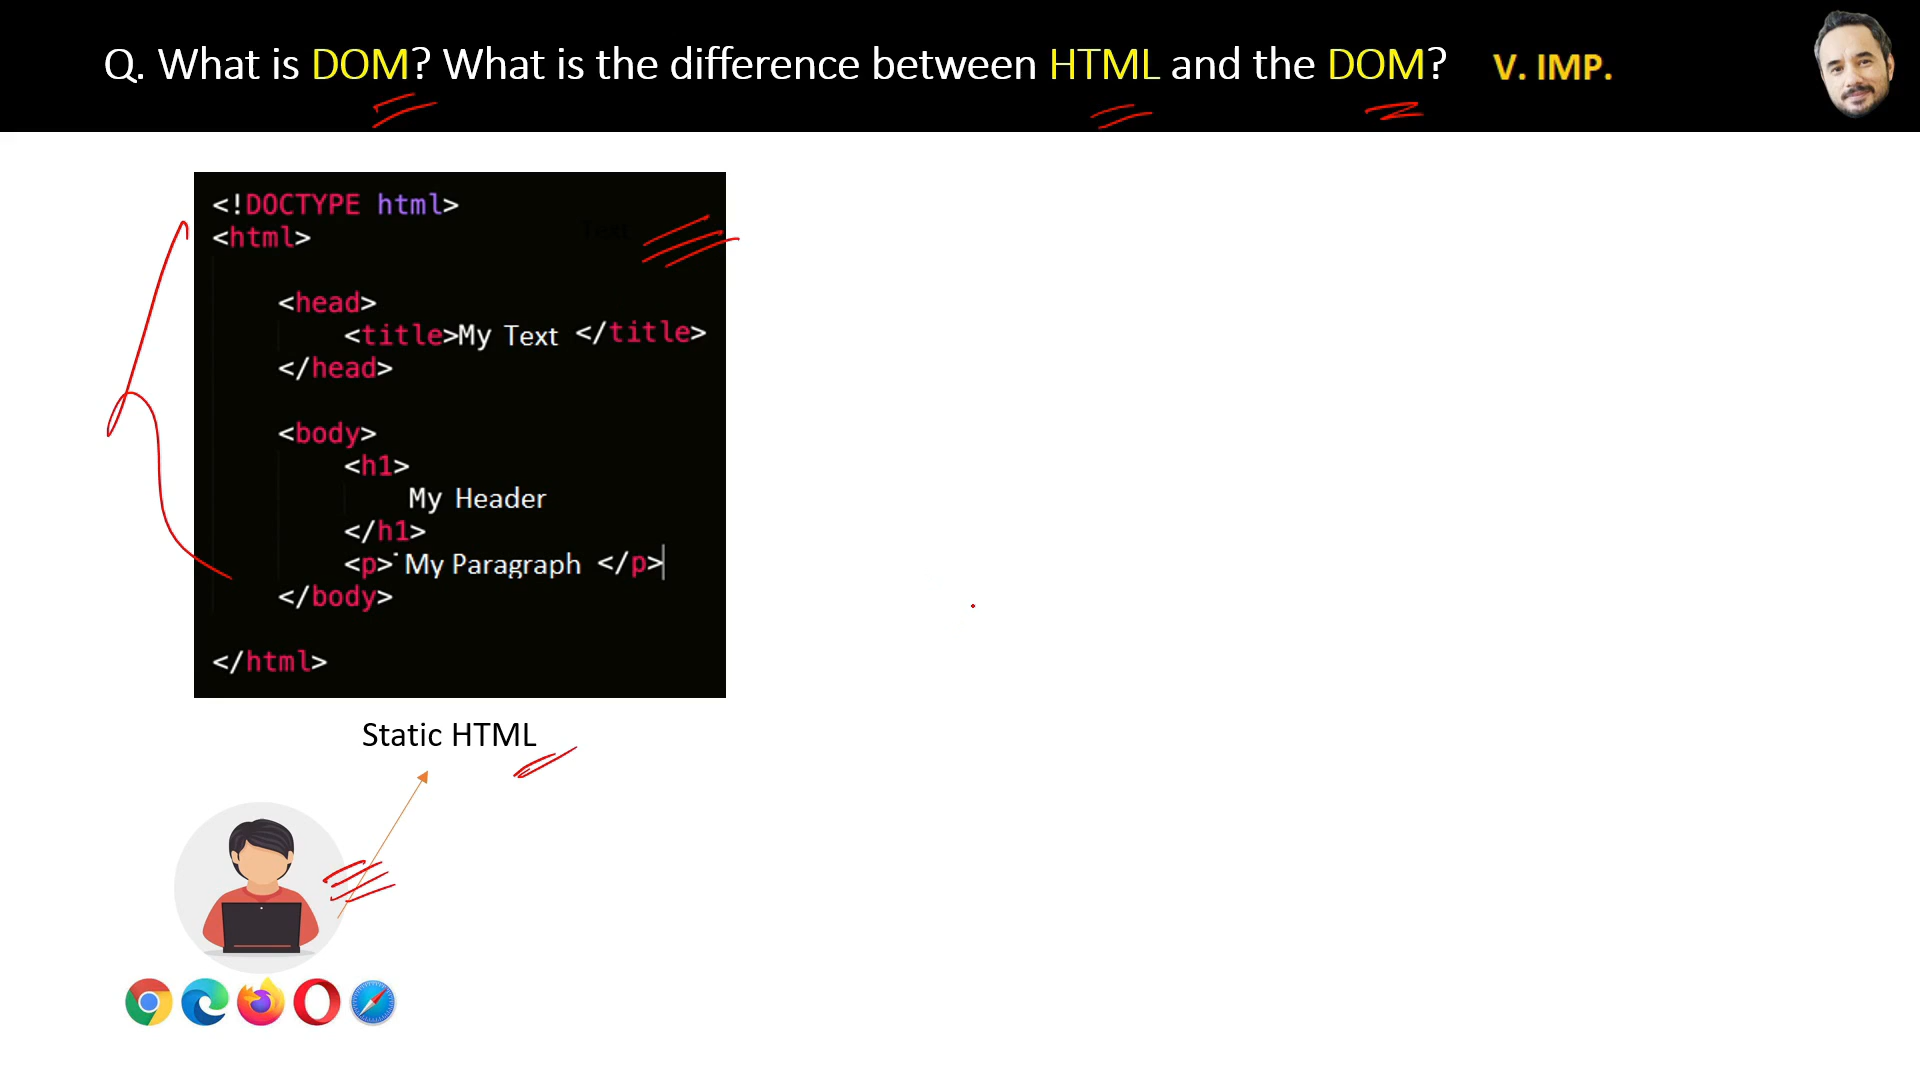 Q. What is DOM? What is the difference between HTML and the DOM? V. IMP.
<!DOCTYPE html>
<html>
Text
<head>
<title>My Text </title>
</head>
<body>
<h1>
My Header
</h1>
<p> My Paragraph </p>
</body>
</html>
Static HTML